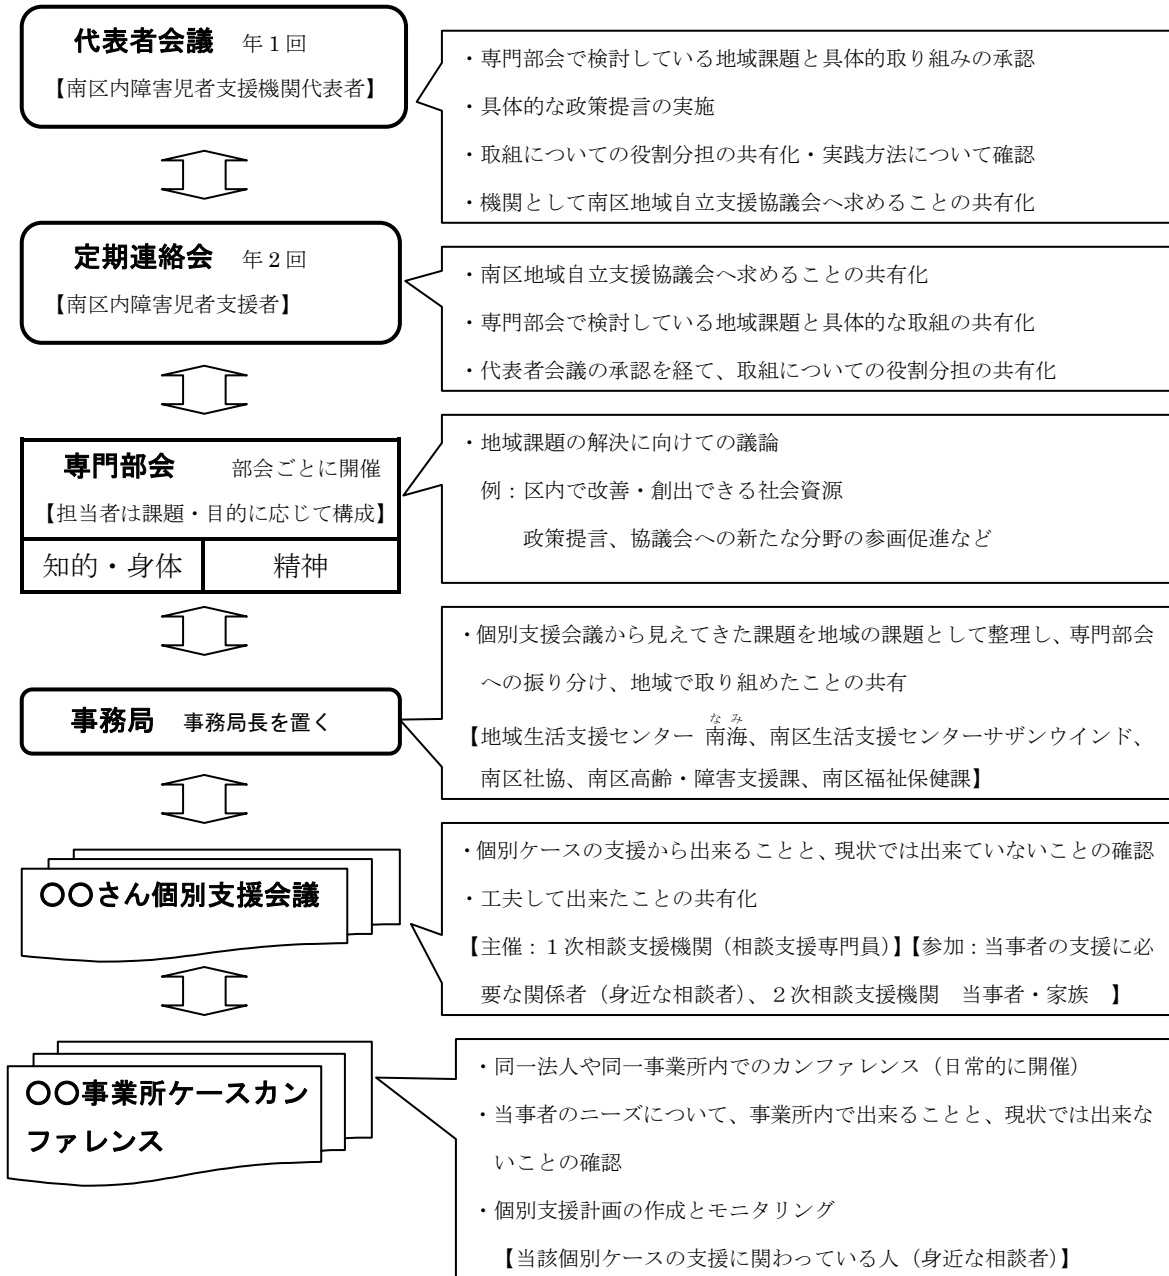 代表者会議 年1回
【南区内障害児者支援機関代表者】
・専門部会で検討している地域課題と具体的取り組みの承認
・具体的な政策提言の実施
・取組についての役割分担の共有化・実践方法について確認
・機関として南区地域自立支援協議会へ求めることの共有化
定期連絡会 年2回
【南区内障害児者支援者】
・南区地域自立支援協議会へ求めることの共有化
・専門部会で検討している地域課題と具体的な取組の共有化
・代表者会議の承認を経て、取組についての役割分担の共有化
専門部会 部会ごとに開催
【担当者は課題・目的に応じて構成】
知的・身体 精神
・地域課題の解決に向けての議論
例：区内で改善・創出できる社会資源
政策提言、協議会への新たな分野の参画促進など
事務局 事務局長を置く
・個別支援会議から見えてきた課題を地域の課題として整理し、専門部会
への振り分け、地域で取り組めたことの共有
なみ
【地域生活支援センター 南海、南区生活支援センターサザンウインド、
南区社協、南区高齢・障害支援課、南区福祉保健課】
〇〇さん個別支援会議
・個別ケースの支援から出来ることと、現状では出来ていないことの確認
・工夫して出来たことの共有化
【主催：１次相談支援機関（相談支援専門員）】【参加：当事者の支援に必
要な関係者（身近な相談者）、２次相談支援機関　当事者・家族　】
〇〇事業所ケースカン
ファレンス
・同一法人や同一事業所内でのカンファレンス（日常的に開催）
・当事者のニーズについて、事業所内で出来ることと、現状では出来な
いことの確認
・個別支援計画の作成とモニタリング
【当該個別ケースの支援に関わっている人（身近な相談者）】